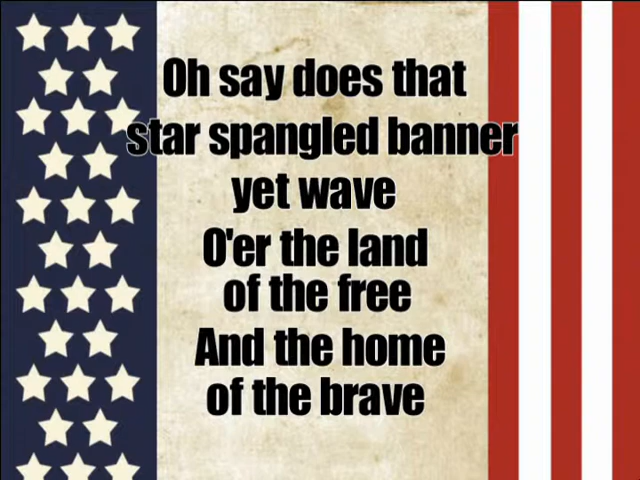 Oh say does that
star spangled banner
yet wave
O'er the land
of the free
And the home
of the brave